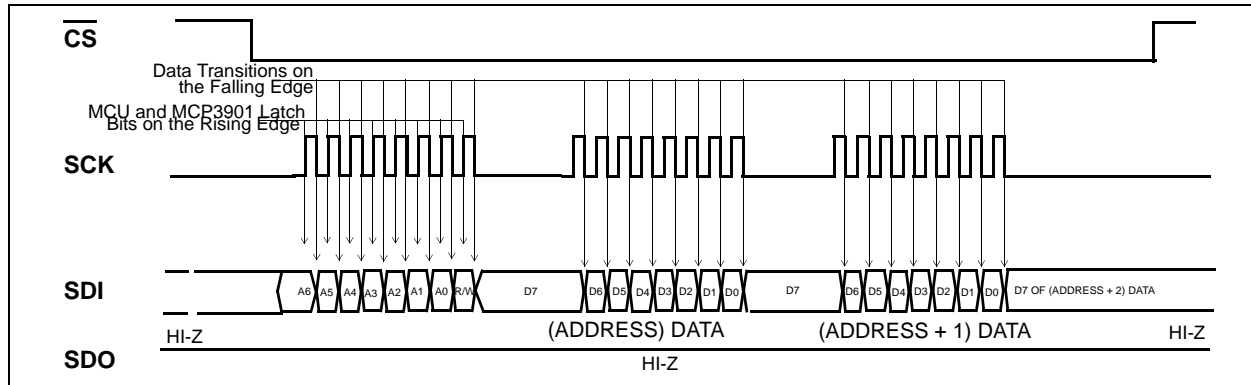 CS
Data Transitions on
the Falling Edge
MCU and MCP3901 Latch
Bits on the Rising Edge
SCK
SDI
A6 A5 A4 A3 A2 A1 A0 R/W D7 D6 D5 D4 D3 D2 D1 D0 D7 D6 D5 D4 D3 D2 D1 D0 D7 OF (ADDRESS + 2) DATA
(ADDRESS) DATA (ADDRESS + 1) DATA
HI-Z HI-Z
SDO
HI-Z